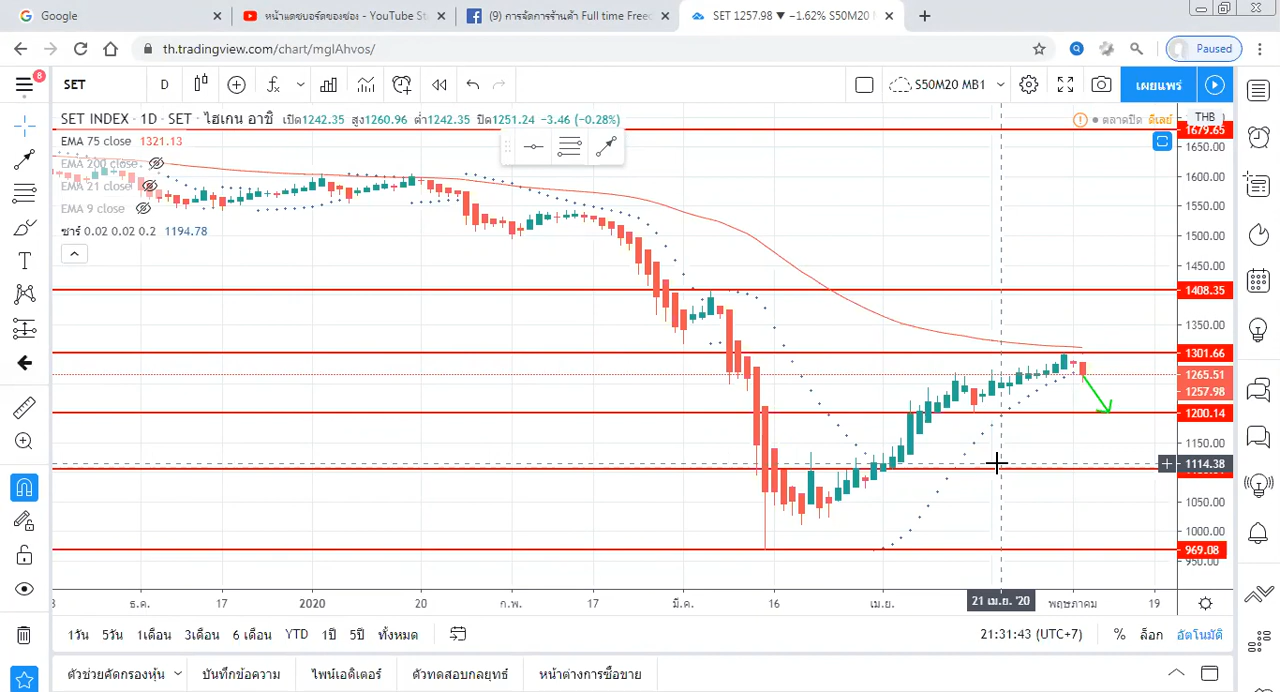 Google
หน้าแดชบอร์ดของช่อง - YouTube St
(9) การจัดการร้านค้า Full time Free
SET 1257.98 ▼ −1.62% S50M20 M
th.tradingview.com/chart/mglAhvos/
Paused
8
SET
D
S50M20 MB1
เผยแพร่
SET INDEX · 1D · SET · ไฮเกน อาชิ เปิด1242.35 สูง1260.96 ต่ำ1242.35 ปิด1251.24 −3.46 (−0.28%)
ตลาดปิด ดีเลย์
THB
EMA 75 close 1321.13
EMA 200 close
EMA 21 close
EMA 9 close
ซาร์ 0.02 0.02 0.2 1194.78
1679.65
1650.00
1600.00
1550.00
1500.00
1450.00
1408.35
1350.00
1301.66
1265.51
1257.98
1200.14
1150.00
1114.38
1050.00
1000.00
969.08
950.00
ธ.ค.
17
2020
20
ก.พ.
17
มี.ค.
16
เม.ย.
21 เม.ย. '20
พฤษภาคม
19
1วัน 5วัน 1เดือน 3เดือน 6 เดือน YTD 1ปี 5ปี ทั้งหมด
21:31:43 (UTC+7) % ล็อก อัตโนมัติ
ตัวช่วยคัดกรองหุ้น บันทึกข้อความ ไพน์เอดิเตอร์ ตัวทดสอบกลยุทธ์ หน้าต่างการซื้อขาย